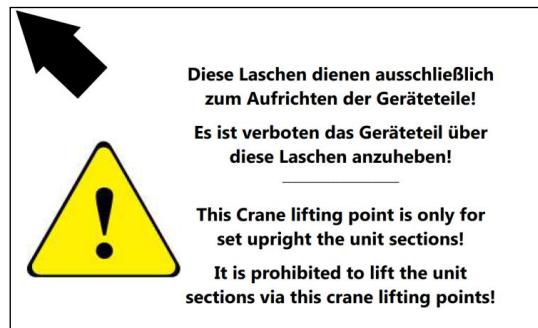 Diese Laschen dienen ausschließlich
zum Aufrichten der Geräteteile!
Es ist verboten das Geräteteil über
diese Laschen anzuheben!
This Crane lifting point is only for
set upright the unit sections!
It is prohibited to lift the unit
sections via this crane lifting points!